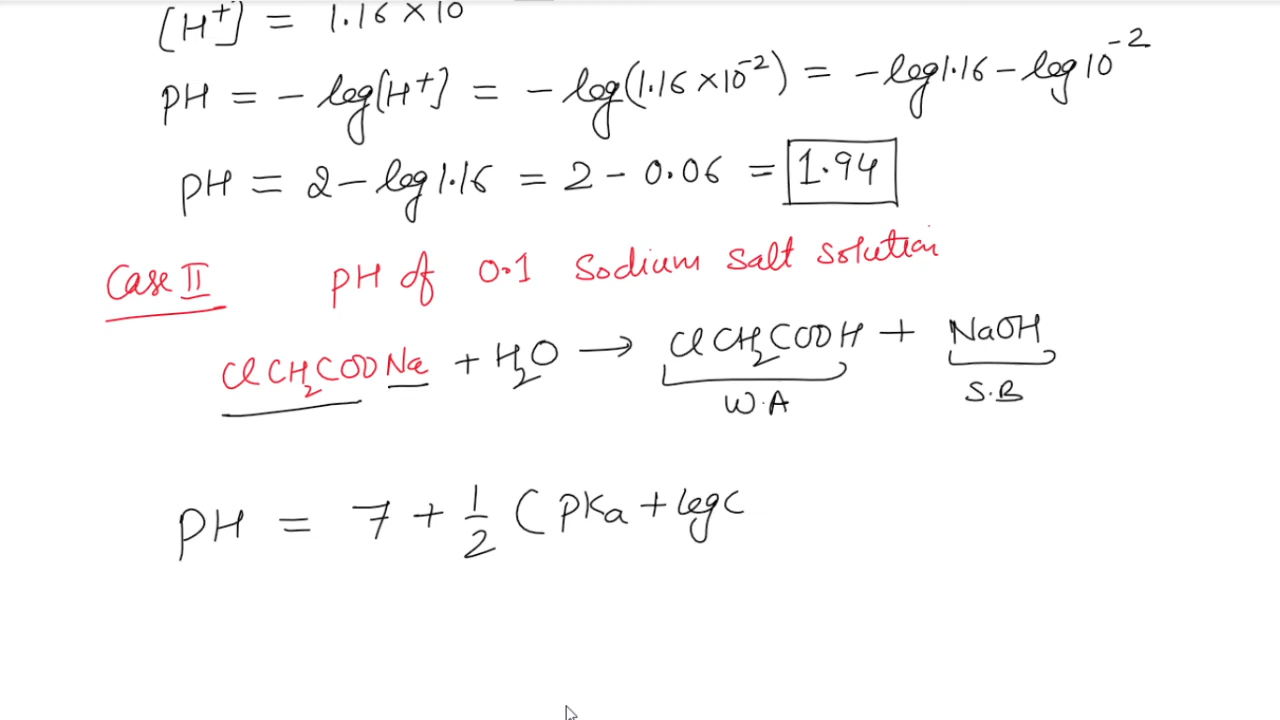 [H⁺] = 1.16 × 10
PH = − log[H⁺] = − log(1.16 × 10⁻²) = − log1.16 − log10⁻²
PH = 2 − log1.16 = 2 − 0.06 = 1.94
Case II PH of 0.1 Sodium salt solution
ClCH₂COONa + H₂O → ClCH₂COOH + NaOH
W.A S.B
PH = 7 + 1/2 ( PKa + logC